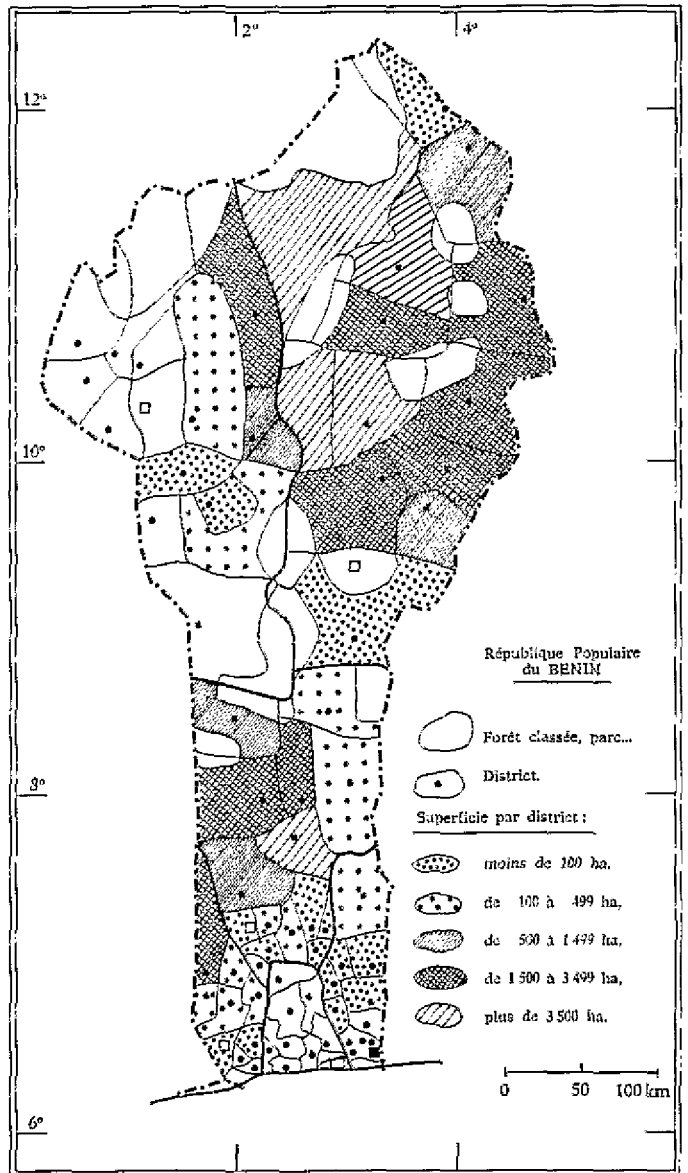 2°
4°
12°
10°
8°
6°
République Populaire
du BENIN
Forêt classée, parc...
District.
Superficie par district :
moins de 100 ha.
de 100 à 499 ha,
de 500 à 1 499 ha,
de 1 500 à 3 499 ha,
plus de 3 500 ha.
0 50 100 km